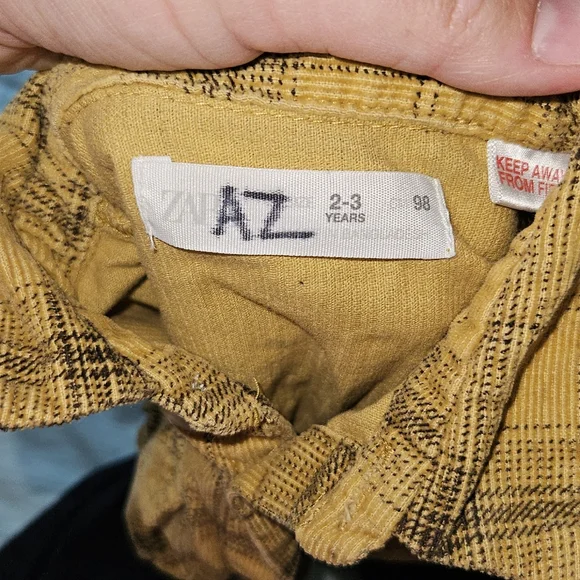 AZ
2-3
YEARS
98
KEEP AWAY
FROM FIRE